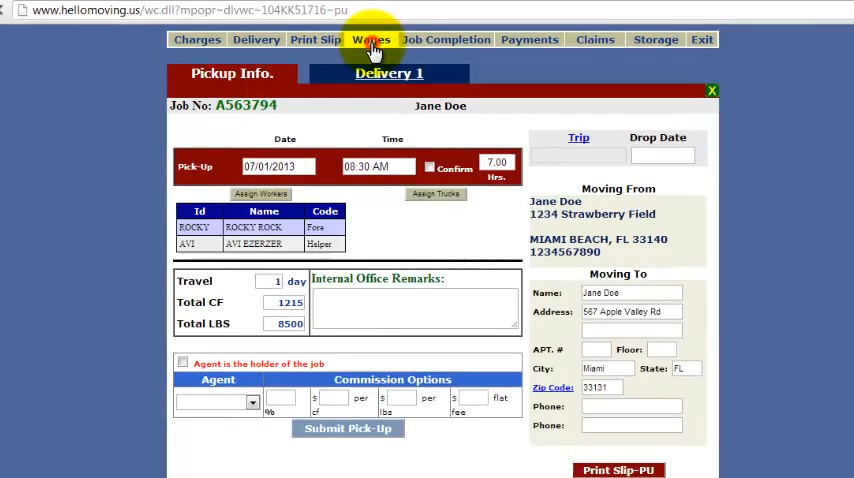 www.hellomoving.us/wc.dll?mpopr~dlvwc~104KK51716~pu
Charges Delivery Print Slip Wages Job Completion Payments Claims Storage Exit
Pickup Info. Delivery 1
X
Job No: A563794 Jane Doe
Date Time
Pick-Up 07/01/2013 08:30 AM Confirm 7.00 Hrs.
Assign Workers Assign Trucks
Id Name Code
ROCKY ROCKY ROCK Fore
AVI AVI EZERZER Helper
Travel 1 day
Total CF 1215
Total LBS 8500
Internal Office Remarks:
Agent is the holder of the job
Agent Commission Options
% $ per cf $ per lbs $ flat fee
Submit Pick-Up
Trip Drop Date
Moving From
Jane Doe
1234 Strawberry Field
MIAMI BEACH, FL 33140
1234567890
Moving To
Name: Jane Doe
Address: 567 Apple Valley Rd
APT. # Floor:
City: Miami State: FL
Zip Code: 33131
Phone:
Phone:
Print Slip-PU